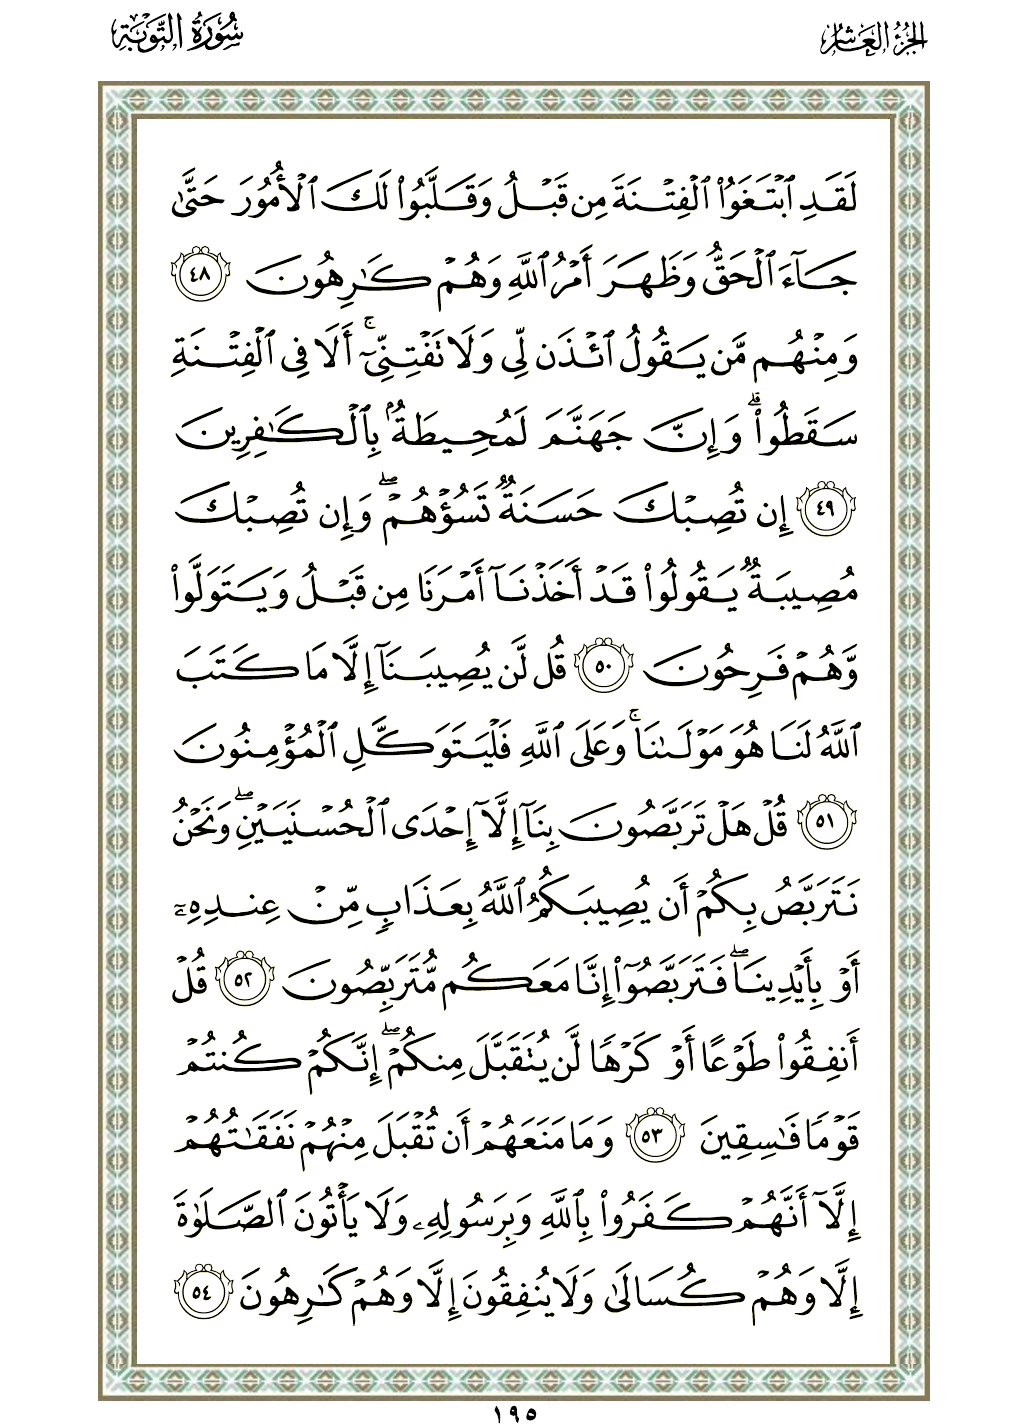 الجزء العاشر
سورة التوبة
لَقَدِ ٱبْتَغَوُا۟ ٱلْفِتْنَةَ مِن قَبْلُ وَقَلَّبُوا۟ لَكَ ٱلْأُمُورَ حَتَّىٰ
جَآءَ ٱلْحَقُّ وَظَهَرَ أَمْرُ ٱللَّهِ وَهُمْ كَـٰرِهُونَ ٤٨
وَمِنْهُم مَّن يَقُولُ ٱئْذَن لِّى وَلَا تَفْتِنِّىٓ ۚ أَلَا فِى ٱلْفِتْنَةِ
سَقَطُوا۟ ۗ وَإِنَّ جَهَنَّمَ لَمُحِيطَةٌۢ بِٱلْكَـٰفِرِينَ
٤٩ إِن تُصِبْكَ حَسَنَةٌ تَسُؤْهُمْ ۖ وَإِن تُصِبْكَ
مُصِيبَةٌ يَقُولُوا۟ قَدْ أَخَذْنَآ أَمْرَنَا مِن قَبْلُ وَيَتَوَلَّوا۟
وَّهُمْ فَرِحُونَ ٥٠ قُل لَّن يُصِيبَنَآ إِلَّا مَا كَتَبَ
ٱللَّهُ لَنَا هُوَ مَوْلَىٰنَا ۚ وَعَلَى ٱللَّهِ فَلْيَتَوَكَّلِ ٱلْمُؤْمِنُونَ
٥١ قُلْ هَلْ تَرَبَّصُونَ بِنَآ إِلَّآ إِحْدَى ٱلْحُسْنَيَيْنِ ۖ وَنَحْنُ
نَتَرَبَّصُ بِكُمْ أَن يُصِيبَكُمُ ٱللَّهُ بِعَذَابٍ مِّنْ عِندِهِۦٓ
أَوْ بِأَيْدِينَا ۖ فَتَرَبَّصُوٓا۟ إِنَّا مَعَكُم مُّتَرَبِّصُونَ ٥٢ قُلْ
أَنفِقُوا۟ طَوْعًا أَوْ كَرْهًا لَّن يُتَقَبَّلَ مِنكُمْ ۖ إِنَّكُمْ كُنتُمْ
قَوْمًا فَـٰسِقِينَ ٥٣ وَمَا مَنَعَهُمْ أَن تُقْبَلَ مِنْهُمْ نَفَقَـٰتُهُمْ
إِلَّآ أَنَّهُمْ كَفَرُوا۟ بِٱللَّهِ وَبِرَسُولِهِۦ وَلَا يَأْتُونَ ٱلصَّلَوٰةَ
إِلَّا وَهُمْ كُسَالَىٰ وَلَا يُنفِقُونَ إِلَّا وَهُمْ كَـٰرِهُونَ ٥٤
١٩٥